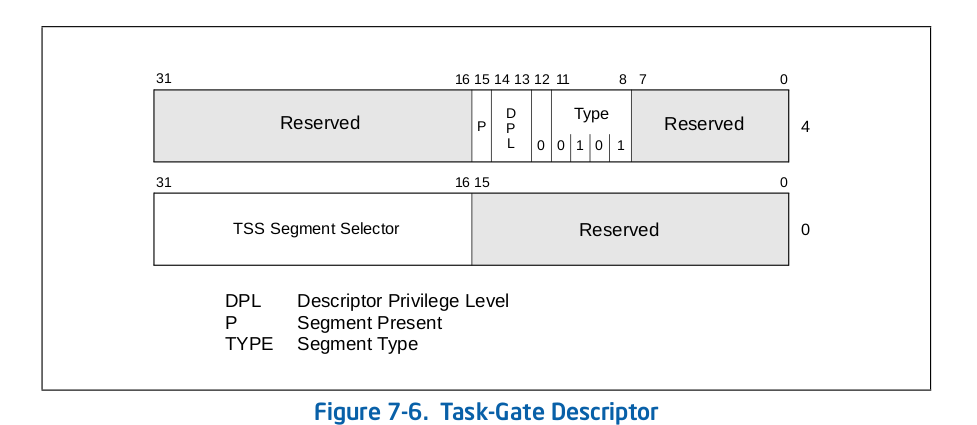 31 16 15 14 13 12 11 8 7 0
Reserved P DPL 0 Type 0 1 0 1 Reserved 4
31 16 15 0
TSS Segment Selector Reserved 0
DPL Descriptor Privilege Level
P Segment Present
TYPE Segment Type
Figure 7-6. Task-Gate Descriptor